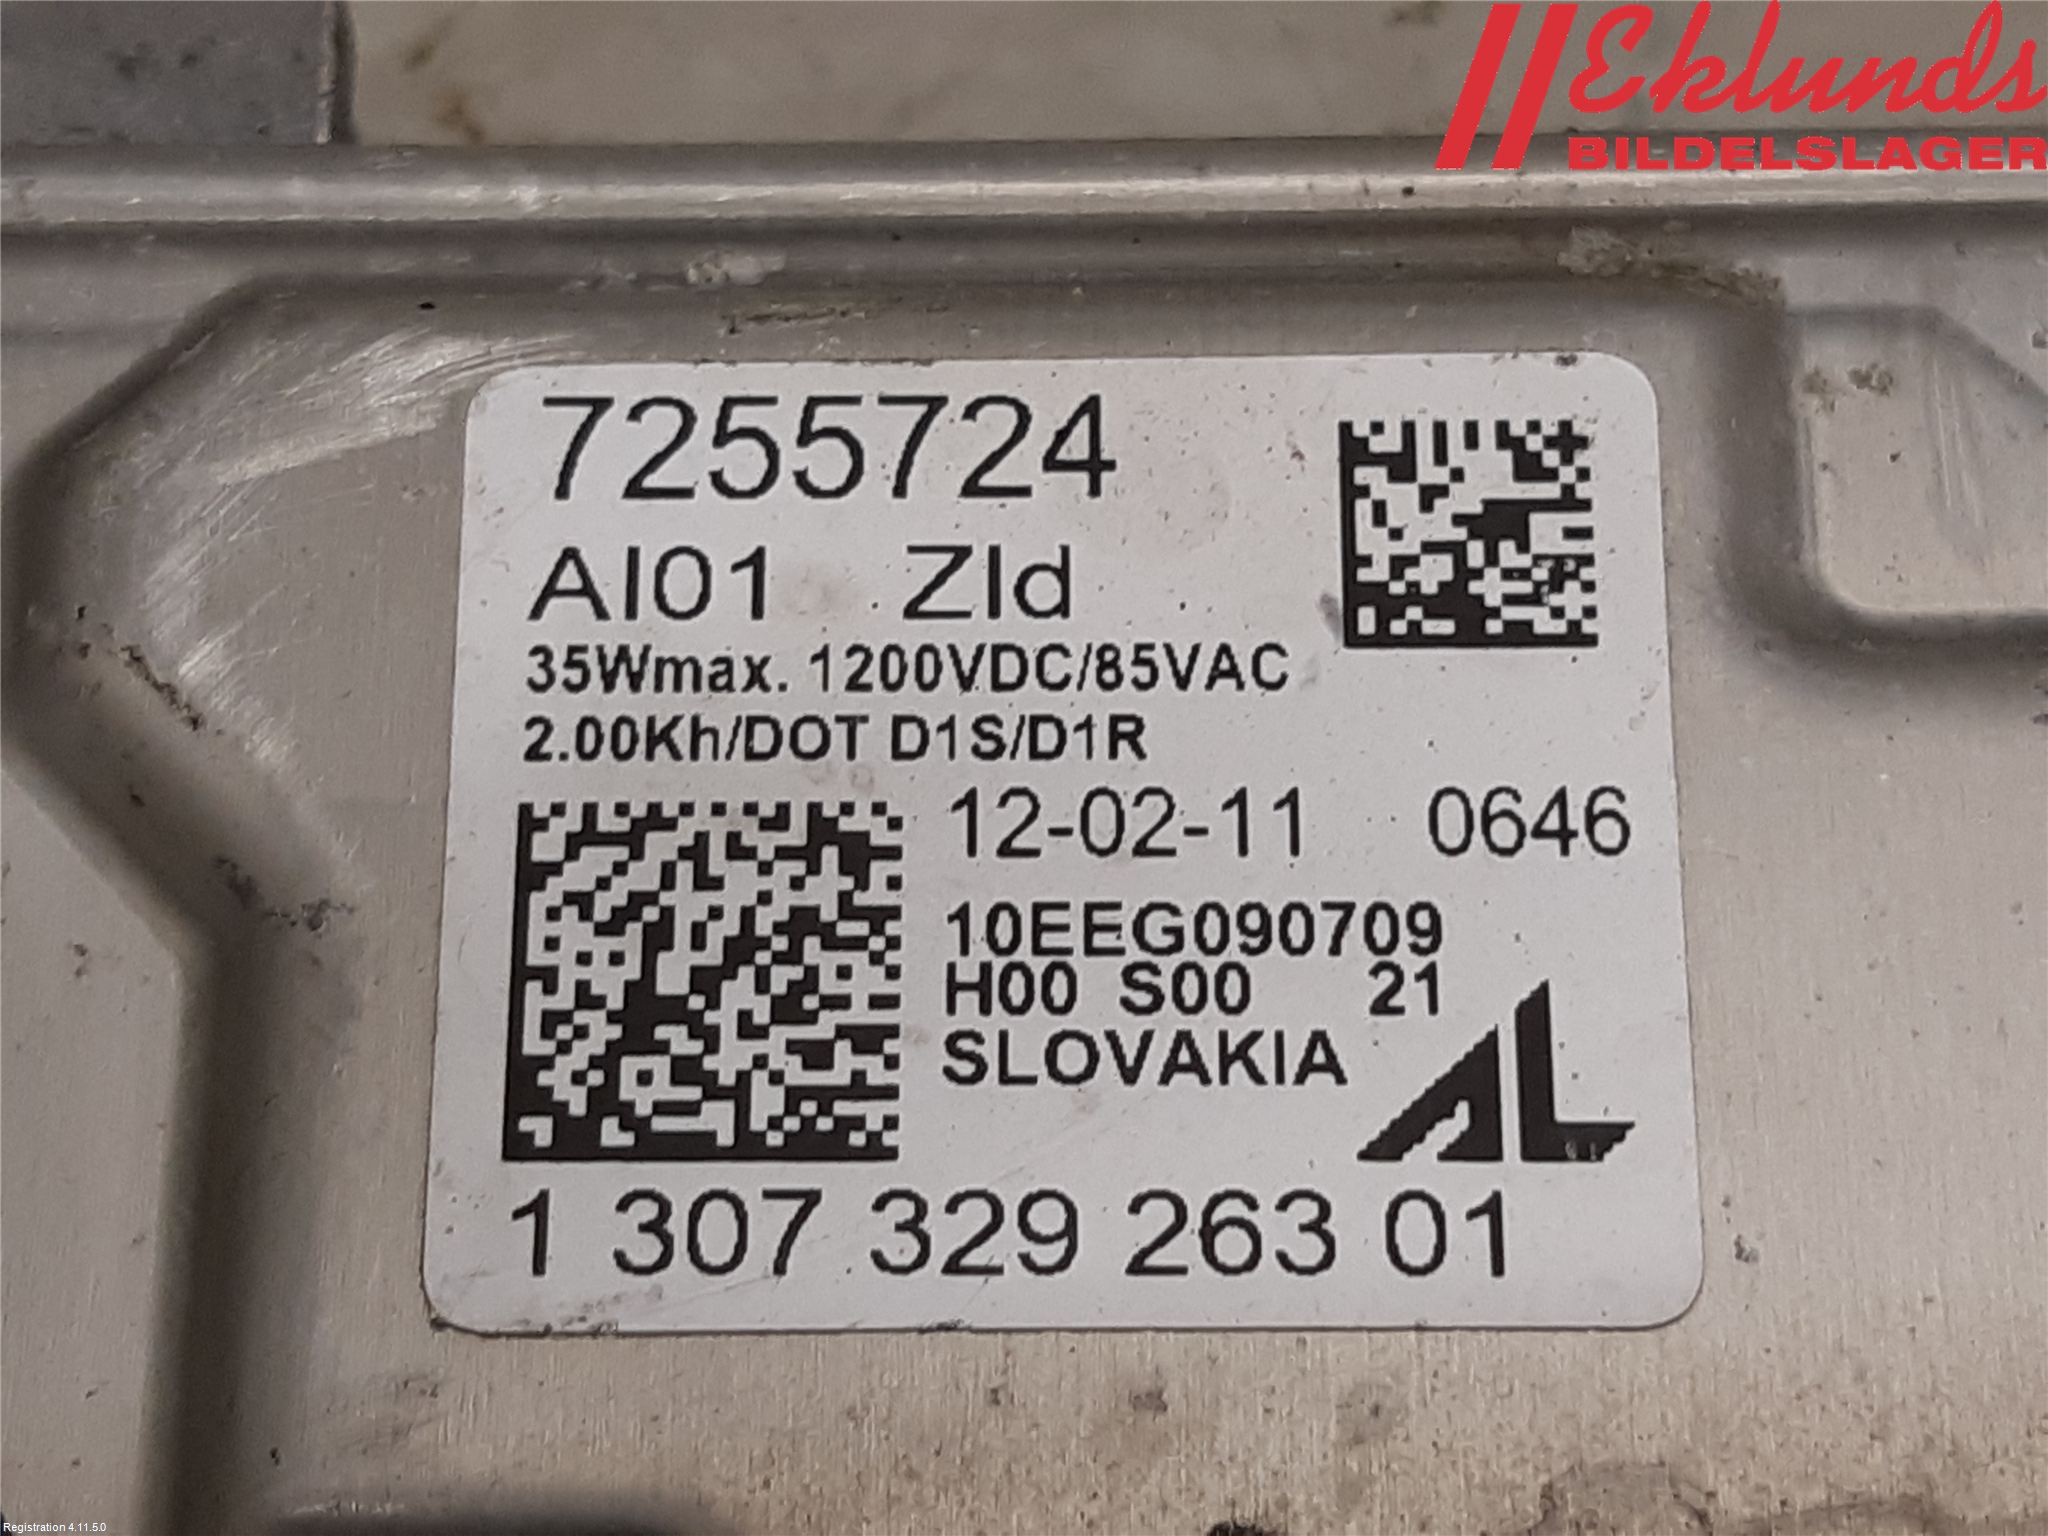 Eklunds
BILDELSLAGER
7255724
AI01 Zld
35Wmax. 1200VDC/85VAC
2.00Kh/DOT D1S/D1R
12-02-11 0646
10EEG090709
H00 S00 21
SLOVAKIA
AL
1 307 329 263 01
Registration 4.11.5.0